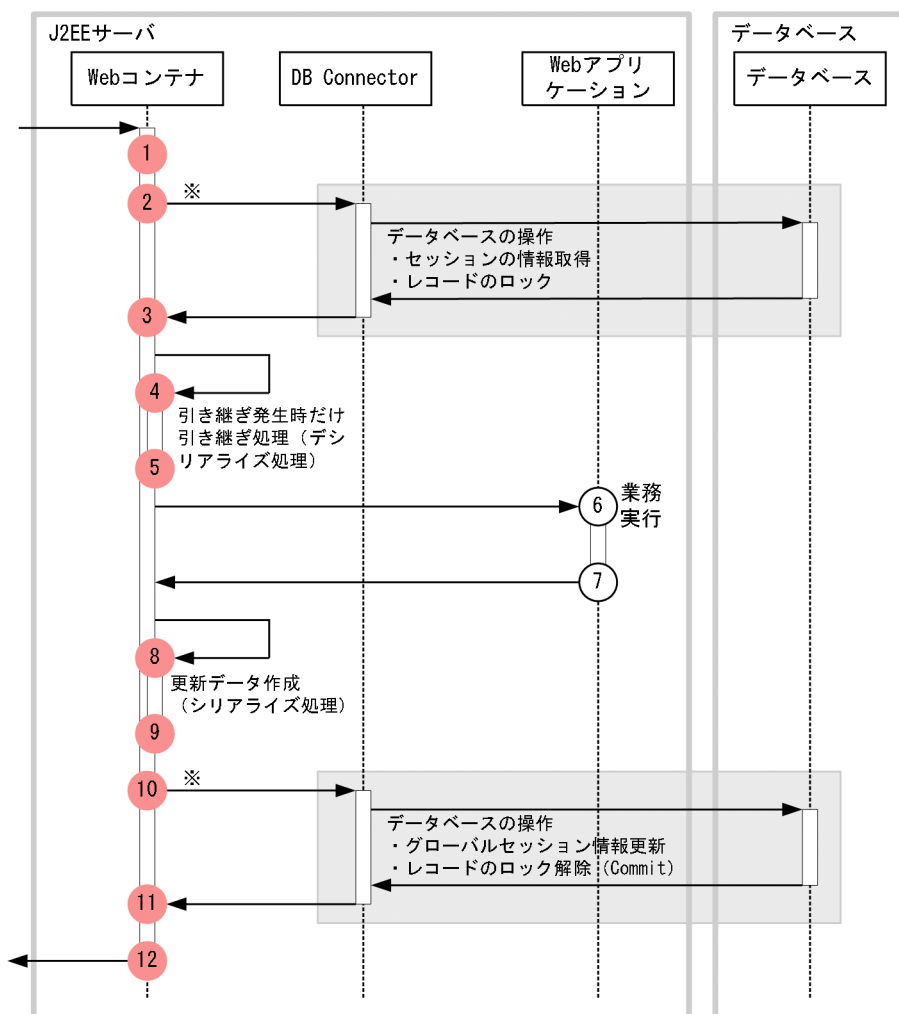 J2EEサーバ
データベース
Webコンテナ
DB Connector
Webアプリ
ケーション
データベース
1
2
※
データベースの操作
・セッションの情報取得
・レコードのロック
3
4
引き継ぎ発生時だけ
引き継ぎ処理（デシ
リアライズ処理）
5
6
業務
実行
7
8
更新データ作成
（シリアライズ処理）
9
10
※
データベースの操作
・グローバルセッション情報更新
・レコードのロック解除（Commit）
11
12